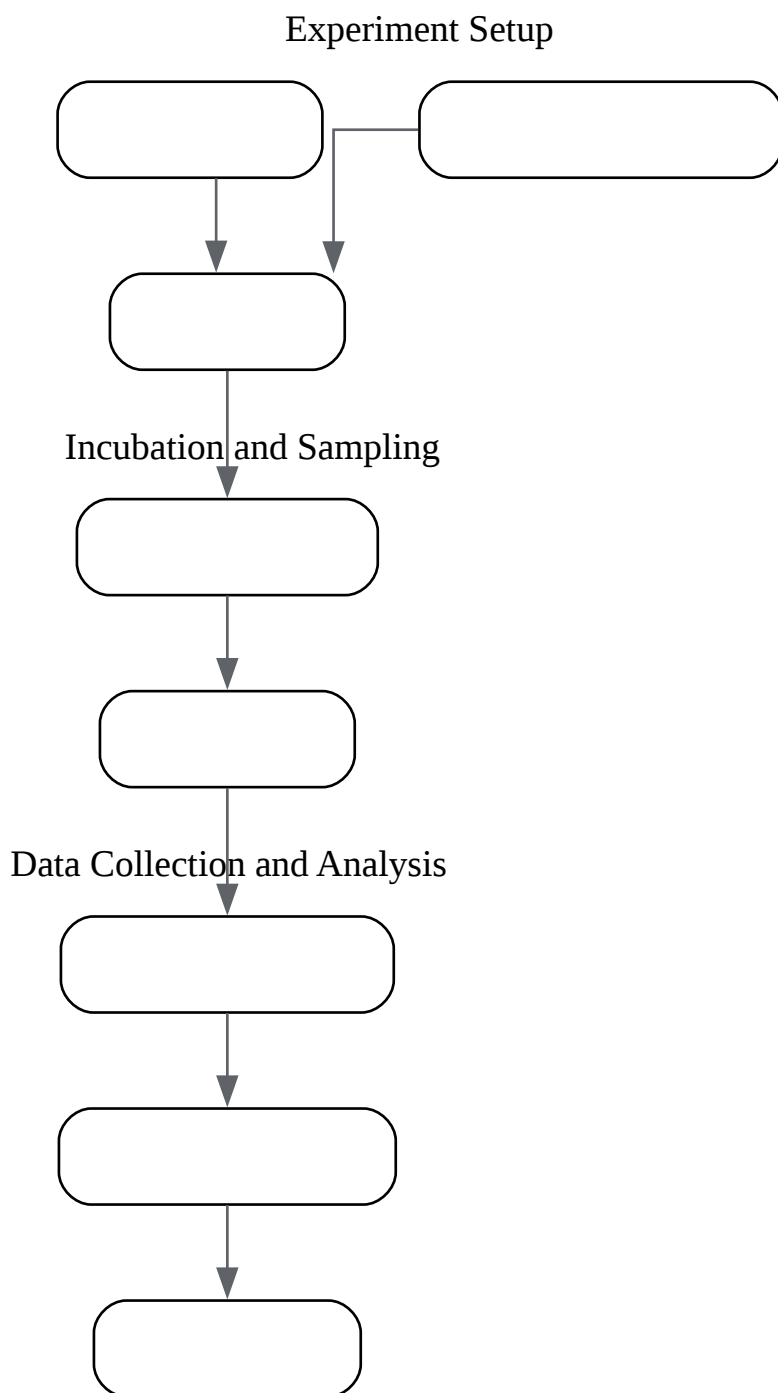 Experiment Setup
Incubation and Sampling
Data Collection and Analysis